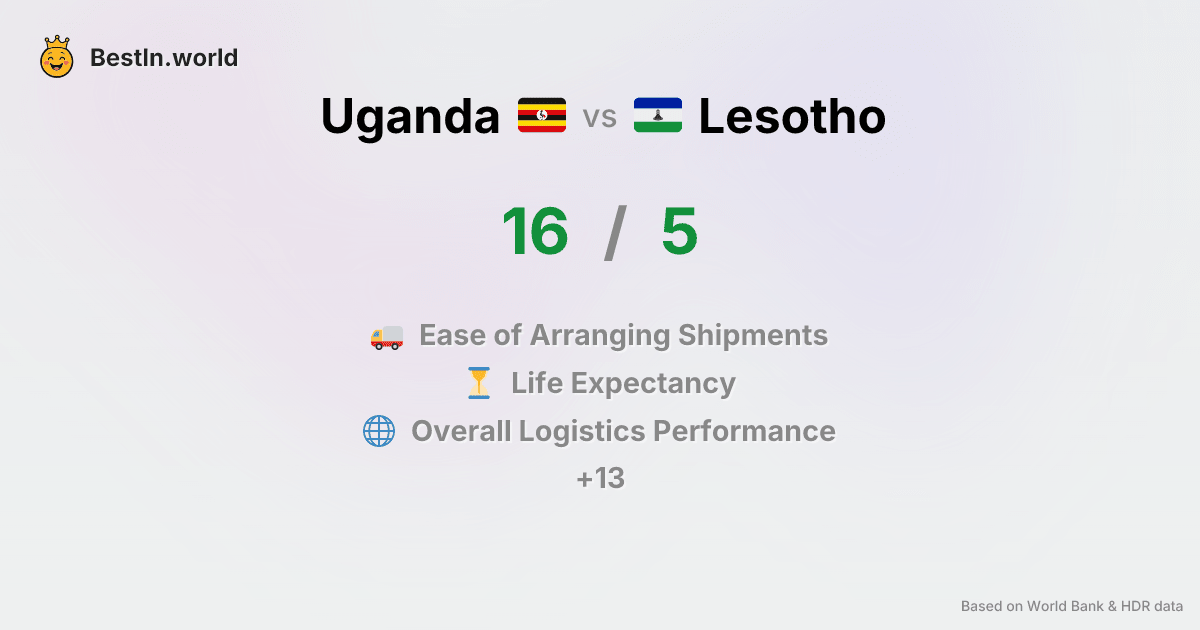 BestIn.world
Uganda vs Lesotho
16 / 5
Ease of Arranging Shipments
Life Expectancy
Overall Logistics Performance
+13
Based on World Bank & HDR data